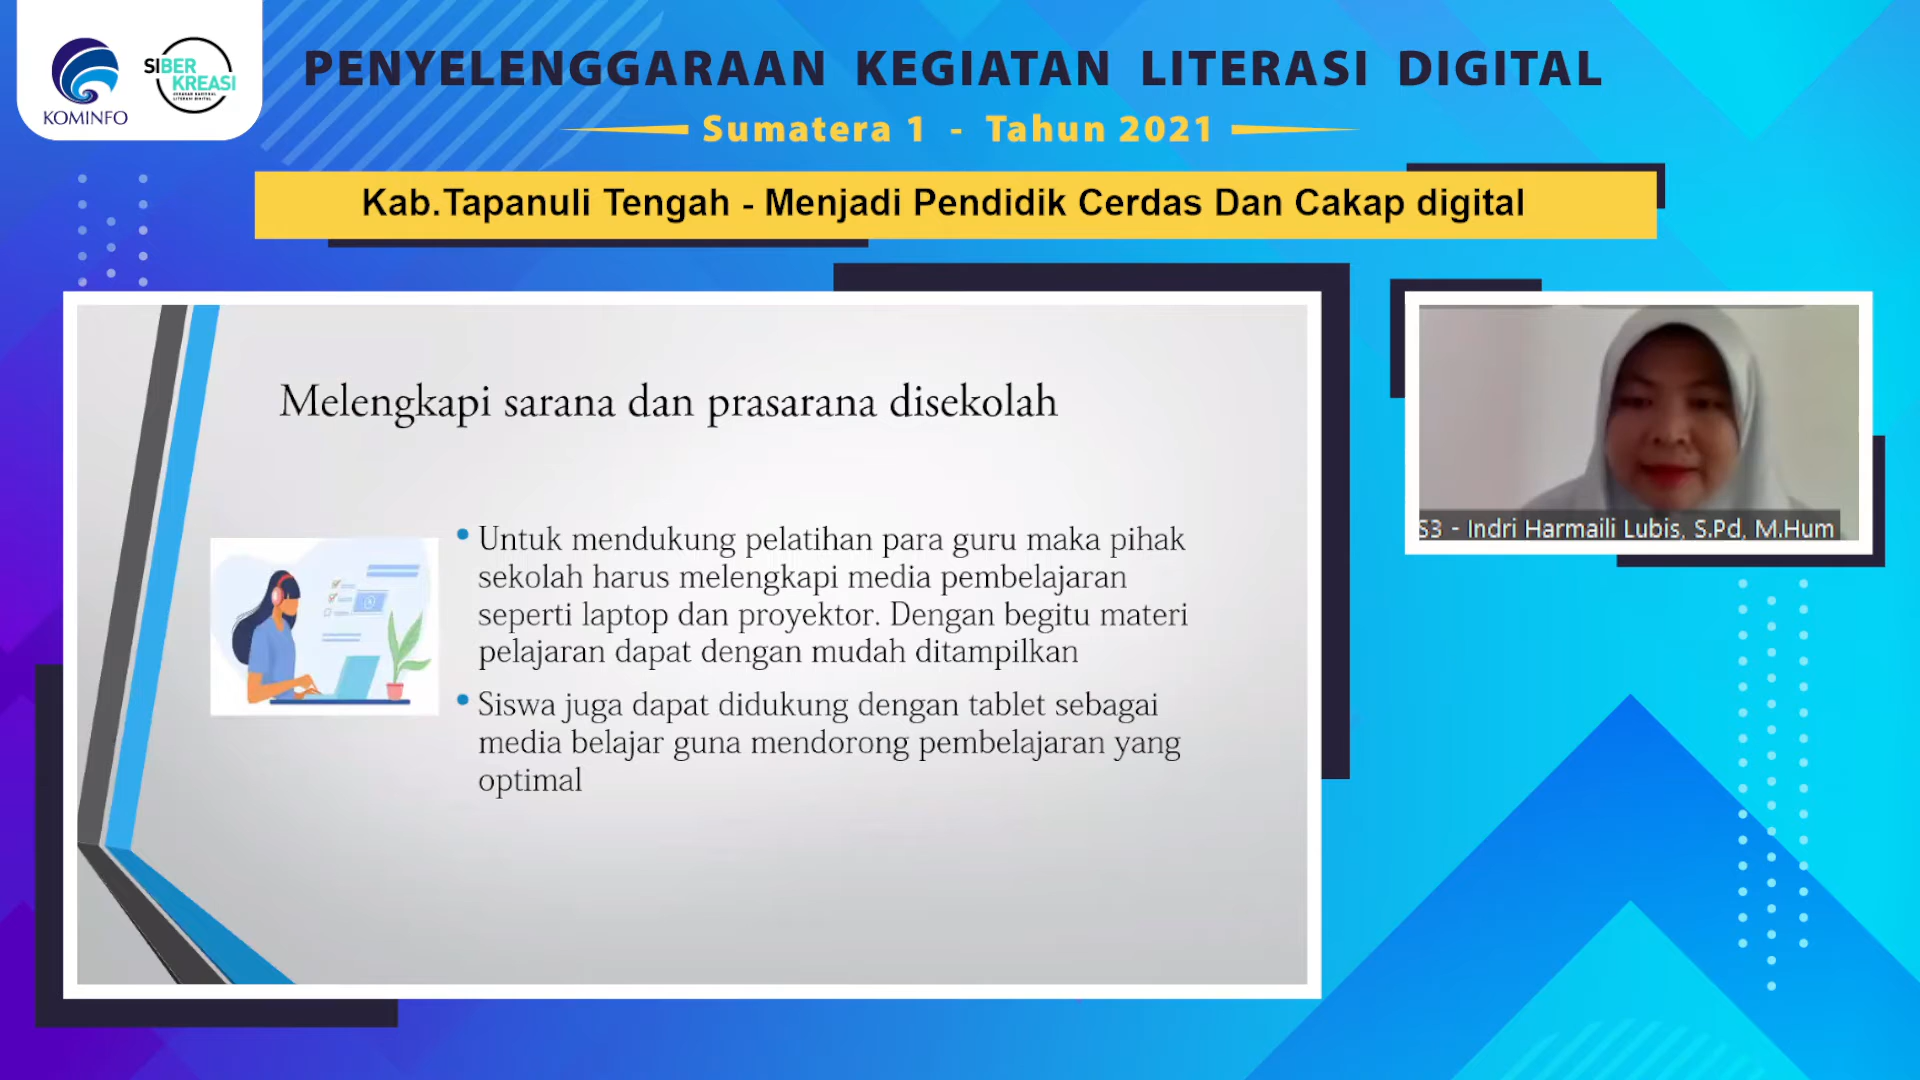 KOMINFO
SIBER
KREASI
PENYELENGGARAAN KEGIATAN LITERASI DIGITAL
Sumatera 1 - Tahun 2021
Kab.Tapanuli Tengah - Menjadi Pendidik Cerdas Dan Cakap digital
Melengkapi sarana dan prasarana disekolah
• Untuk mendukung pelatihan para guru maka pihak
sekolah harus melengkapi media pembelajaran
seperti laptop dan proyektor. Dengan begitu materi
pelajaran dapat dengan mudah ditampilkan
• Siswa juga dapat didukung dengan tablet sebagai
media belajar guna mendorong pembelajaran yang
optimal
S3 - Indri Harmaili Lubis, S.Pd, M.Hum